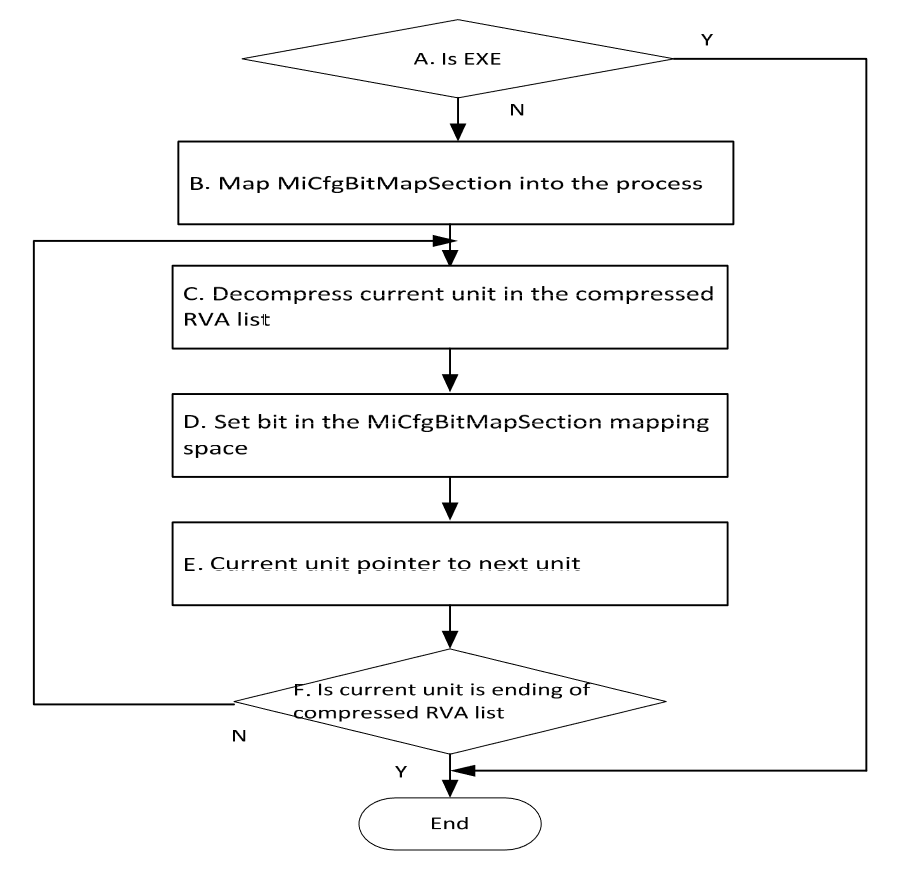 A. Is EXE
Y
N
B. Map MiCfgBitMapSection into the process
C. Decompress current unit in the compressed
RVA list
D. Set bit in the MiCfgBitMapSection mapping
space
E. Current unit pointer to next unit
F. Is current unit is ending of
compressed RVA list
N
Y
End